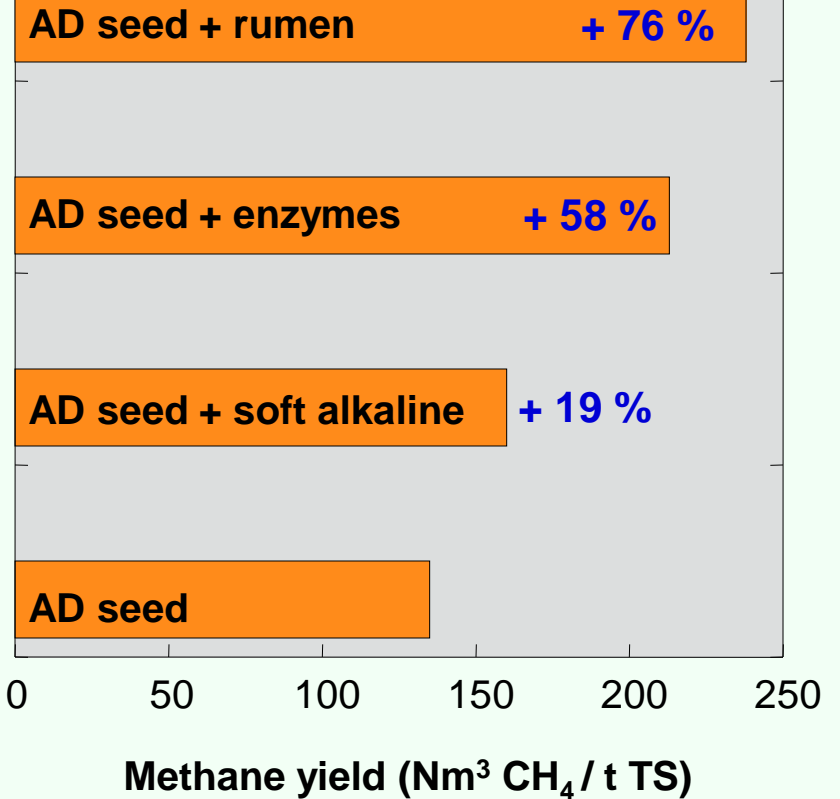 AD seed + rumen + 76 %
AD seed + enzymes + 58 %
AD seed + soft alkaline + 19 %
AD seed
0 50 100 150 200 250
Methane yield (Nm³ CH₄ / t TS)